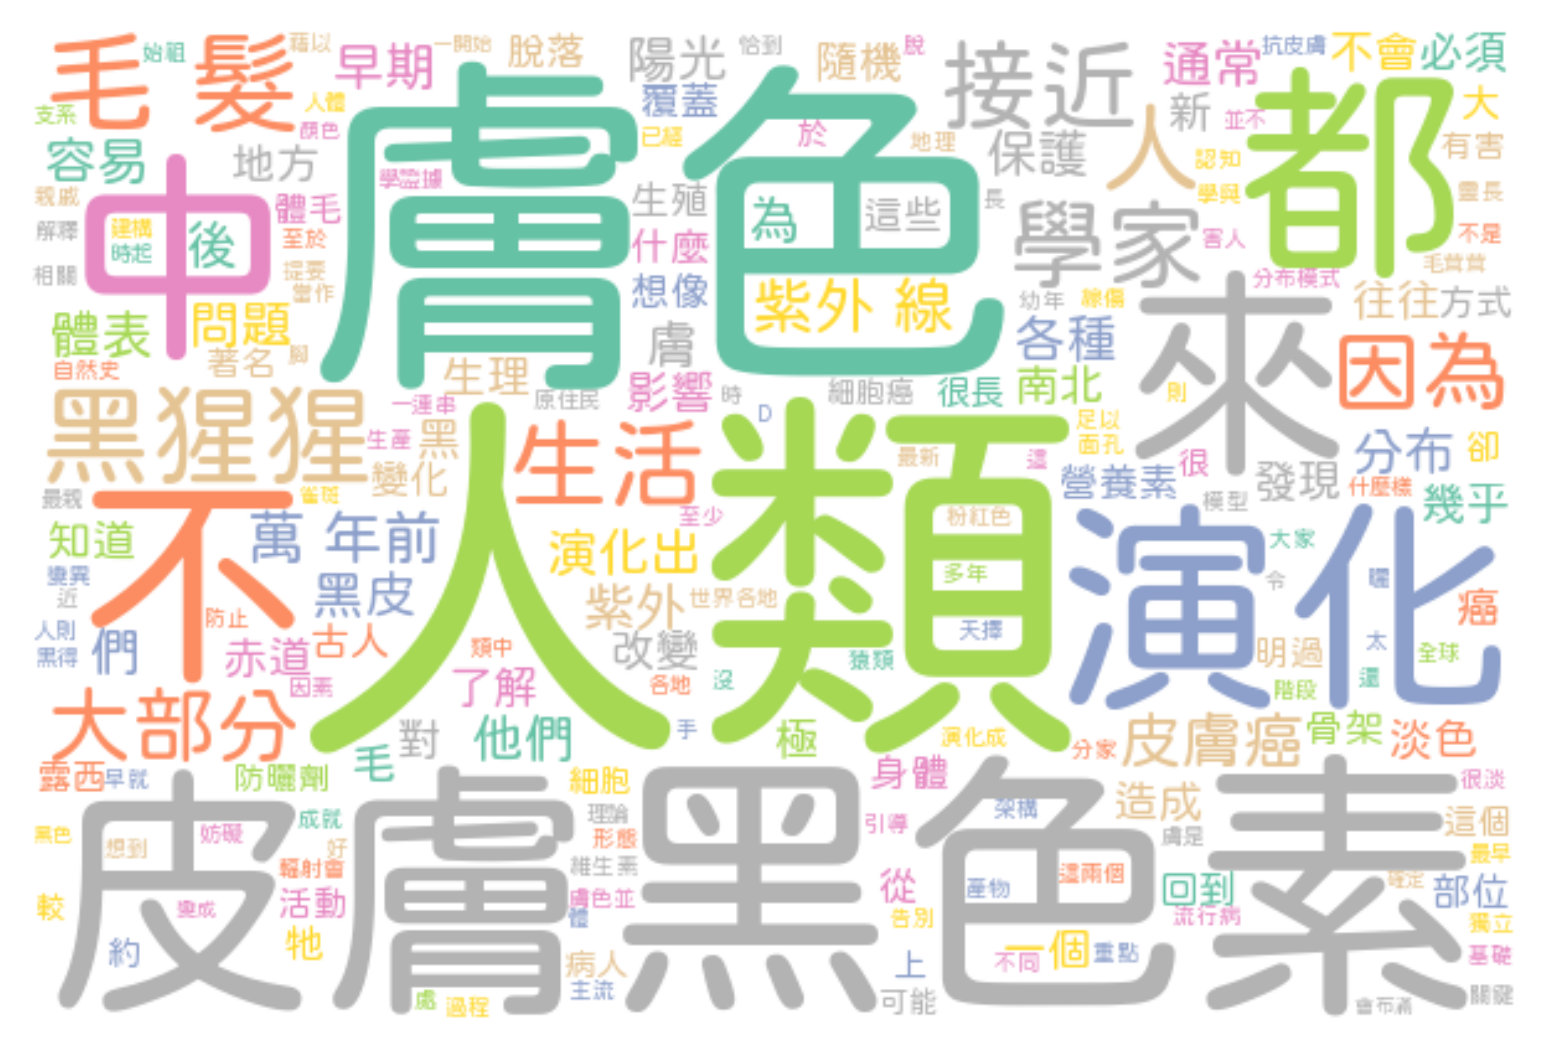 毛髮
始祖
藉以
早期
一開始
脫落
陽光
恰到
隨機
脫
接近
通常
抗皮膚
不會
必須
支系
人體
顏色
膚色
覆蓋
已經
於
地理
保護
人
新
並不
都
大
容易
地方
學證據
認知
有害
親戚
中
體毛
生殖
為
這些
長
學家
學與
靈長
解釋
建構
時起
後
至於
什麼
害人
不是
相關
提要
當作
想像
紫外線
幼年
線傷
分布模式
毛茸茸
體表
問題
膚
各種
來
往往
方式
自然史
著名
腳
生理
原住民
影響
時
細胞癌
很長
南北
則
因為
黑猩猩
一連串
生產
黑
人類
生活
D
最新
這
足以
面孔
很
分布
卻
最親
雀斑
變化
營養素
模型
發現
什麼樣
幾乎
不
知道
萬年前
至少
演化出
粉紅色
演化
大家
變異
近
黑皮
紫外
世界各地
多年
令
曬
癌
人則
黑得
們
防止
赤道
古人
類中
改變
天擇
猿類
明過
太
全球
因素
了解
各地
沒
階段
還
大部分
毛
對
他們
手
極
演化成
分家
皮膚癌
骨架
淡色
露西
早就
防曬劑
細胞
身體
造成
很淡
皮膚黑色素
黑色
想到
妨礙
成就
好
理論
形態
引導
架構
膚是
這個
最早
輻射會
維生素
這兩個
較
變成
活動
膚色並
體
從
產物
回到
確定
部位
告別
流行病
獨立
約
牠
病人
主流
上
不同
一個
重點
基礎
處
過程
可能
會布滿
關鍵